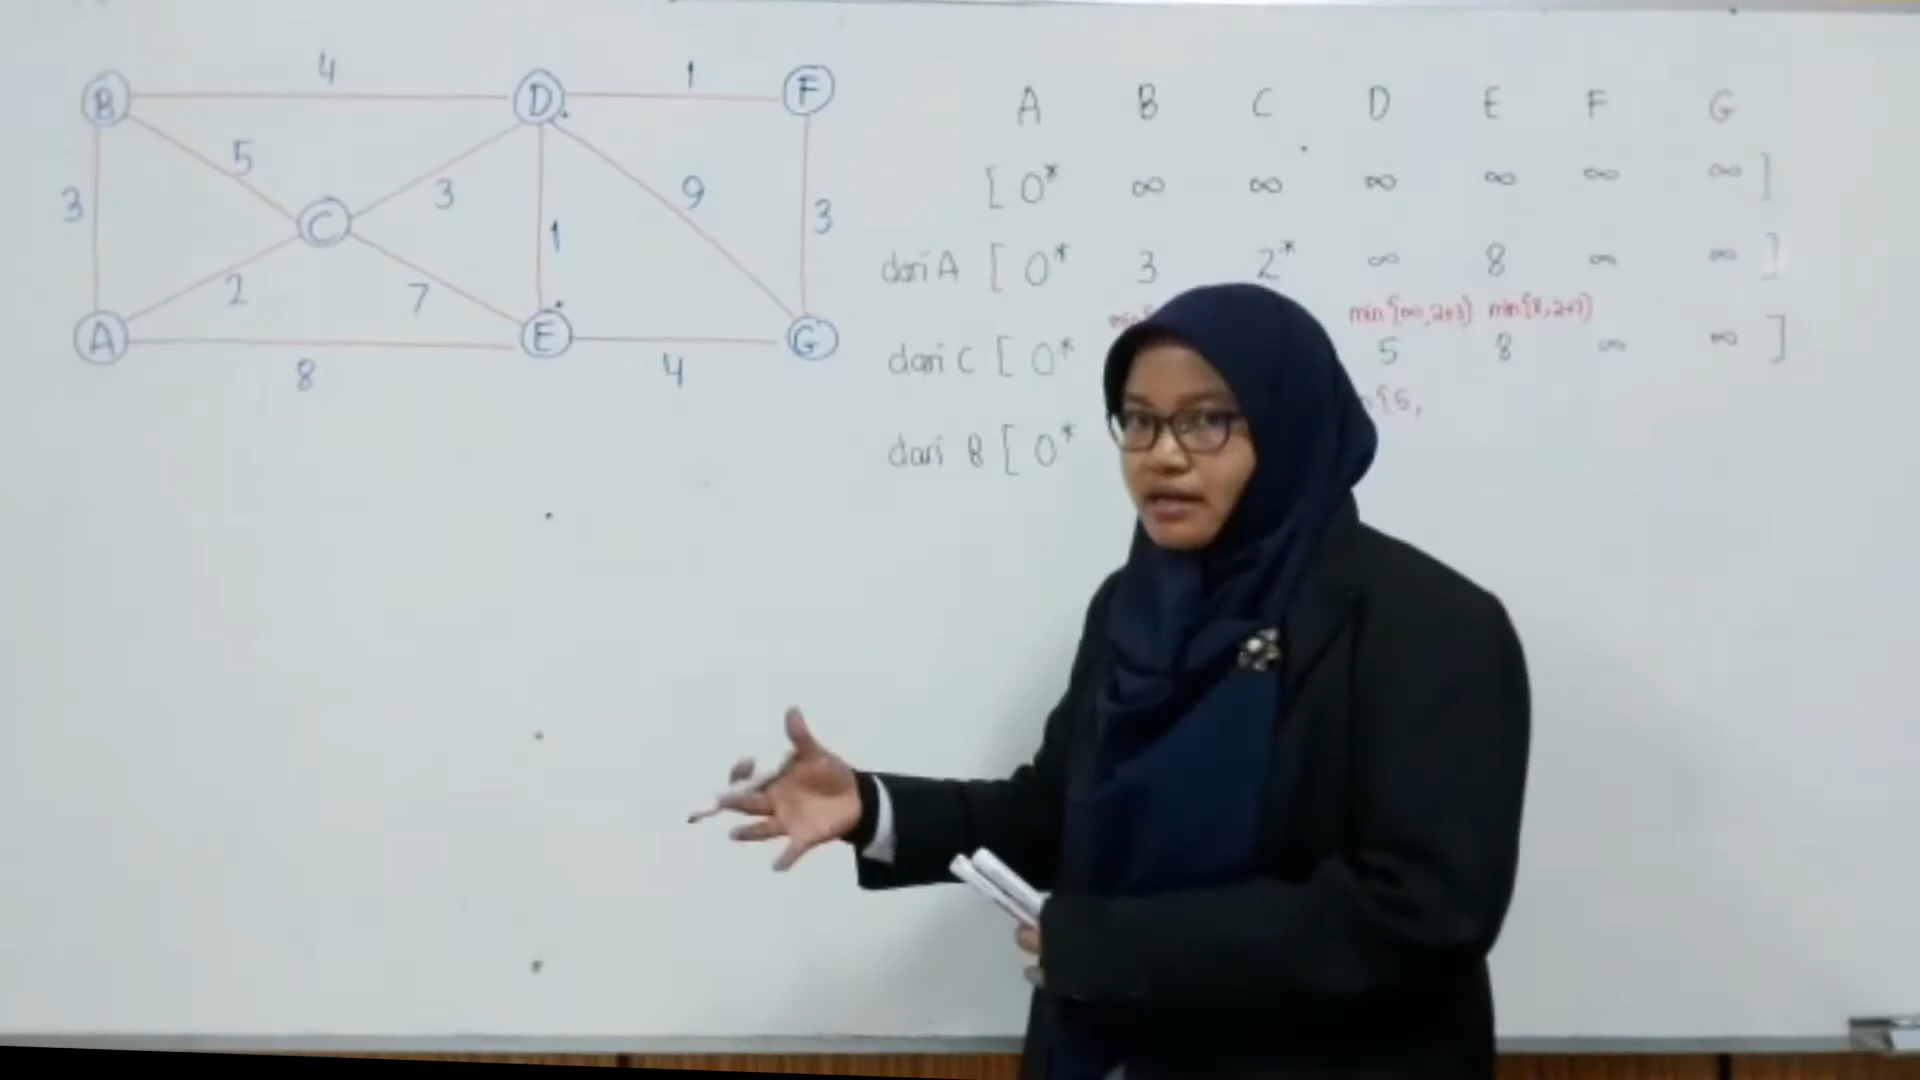 B 4 D 1 F
5
3 3 9 3
C 1
2 7
A E G
8 4
A B C D E F G
[ 0* ∞ ∞ ∞ ∞ ∞ ∞ ]
dari A [ 0* 3 2* ∞ 8 ∞ ∞ ]
min{∞,2+3} min{8,2+7}
dari C [ 0* 5 8 ∞ ∞ ]
{5,
dari B [ 0*